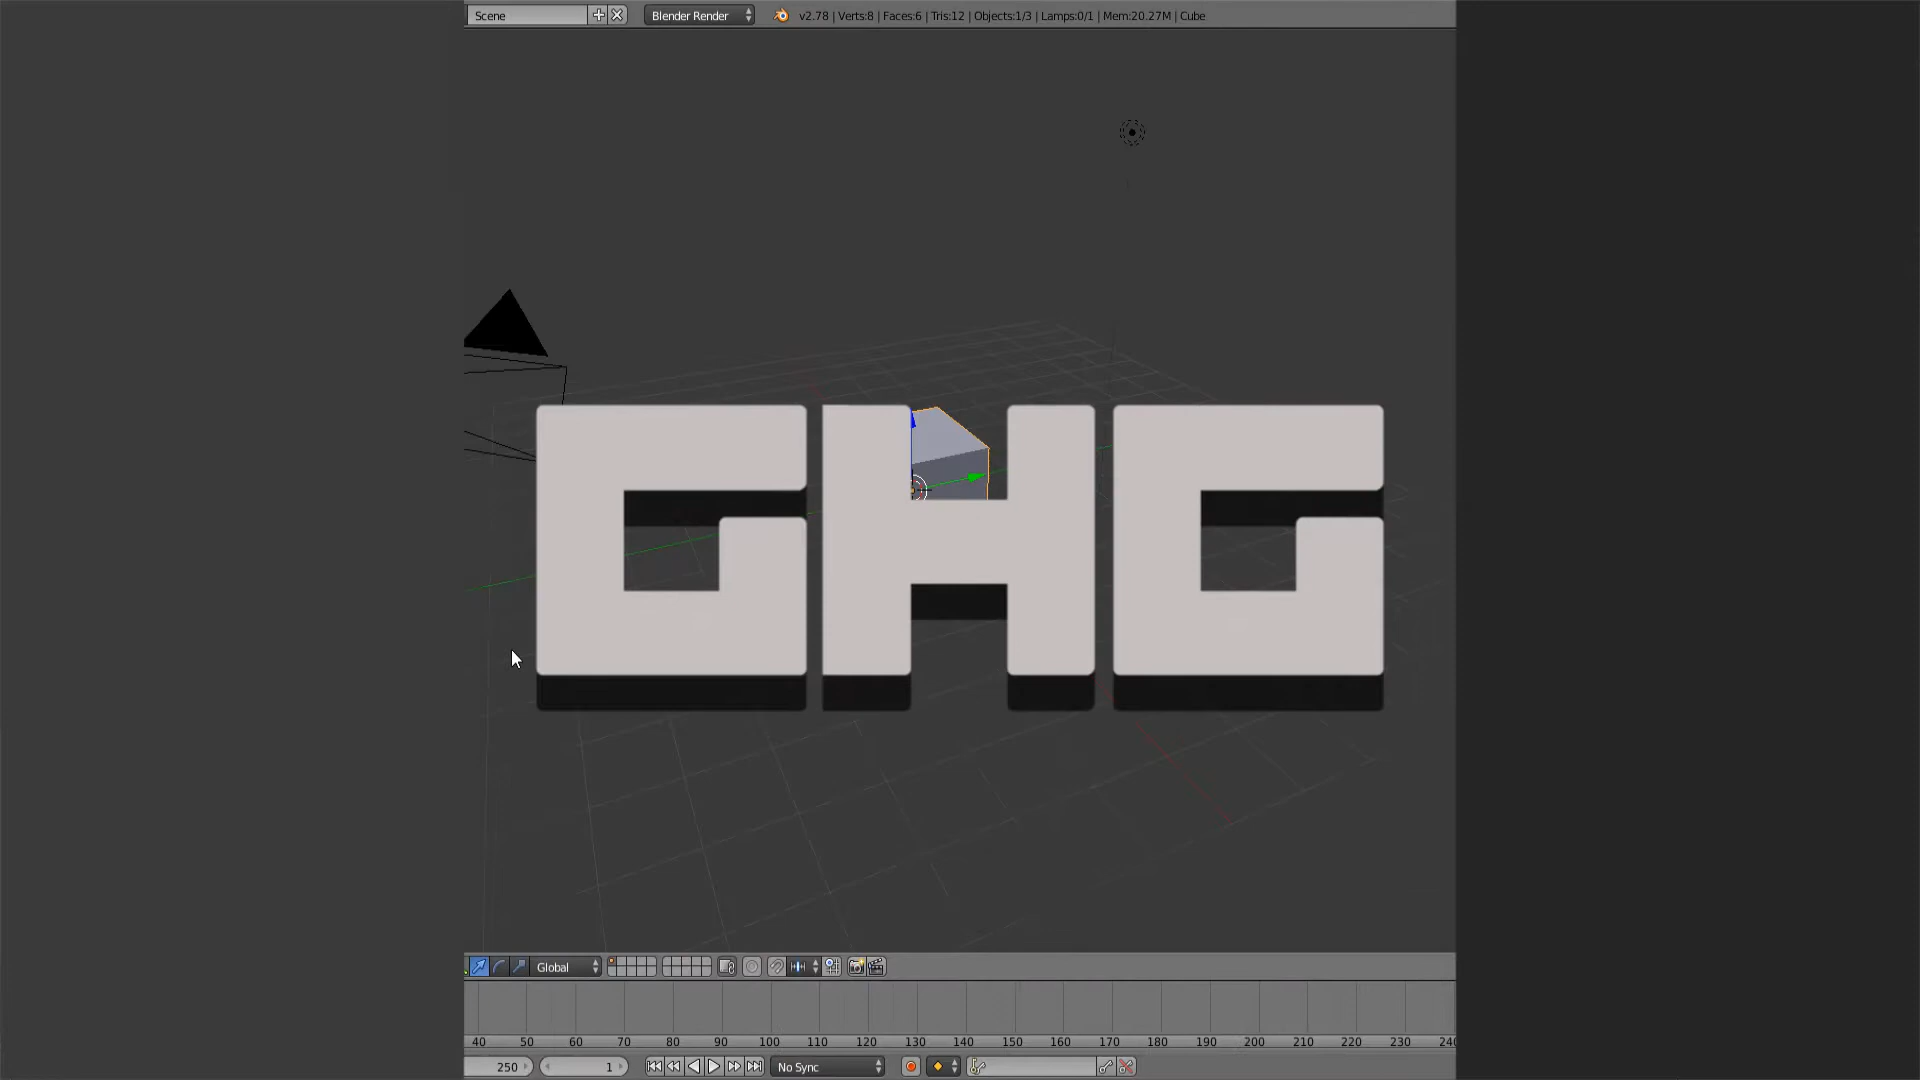 Scene Blender Render v2.78 | Verts:8 | Faces:6 | Tris:12 | Objects:1/3 | Lamps:0/1 | Mem:20.27M | Cube
GHG
Global
40 50 60 70 80 90 100 110 120 130 140 150 160 170 180 190 200 210 220 230 240
250 1 No Sync